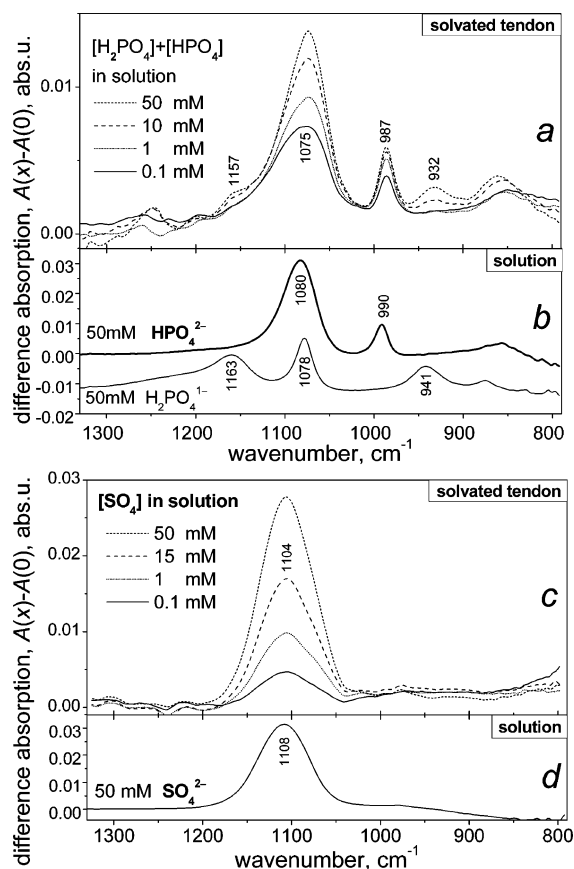 solvated tendon
[H₂PO₄]+[HPO₄]
in solution
50 mM
10 mM
1 mM
0.1 mM
1157
1075
987
932
a
0.01
0.00
difference absorption, A(x)-A(0), abs.u.
solution
0.03
0.02
0.01
0.00
-0.01
-0.02
50mM HPO₄²⁻
50mM H₂PO₄¹⁻
1080
990
1163
1078
941
b
1300 1200 1100 1000 900 800
wavenumber, cm⁻¹
solvated tendon
[SO₄] in solution
50 mM
15 mM
1 mM
0.1 mM
1104
c
0.03
0.02
0.01
0.00
difference absorption, A(x)-A(0), abs.u.
solution
0.03
0.02
0.01
0.00
50 mM SO₄²⁻
1108
d
1300 1200 1100 1000 900 800
wavenumber, cm⁻¹